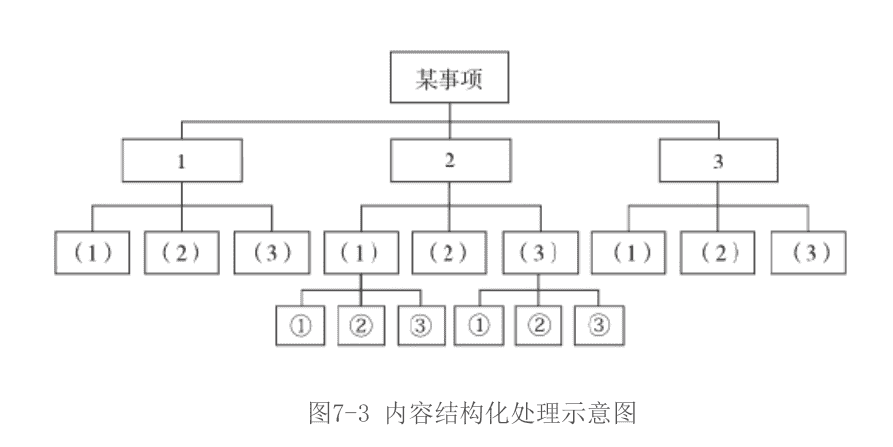 某事项
1 2 3
(1) (2) (3) (1) (2) (3) (1) (2) (3)
① ② ③ ① ② ③
图7-3 内容结构化处理示意图